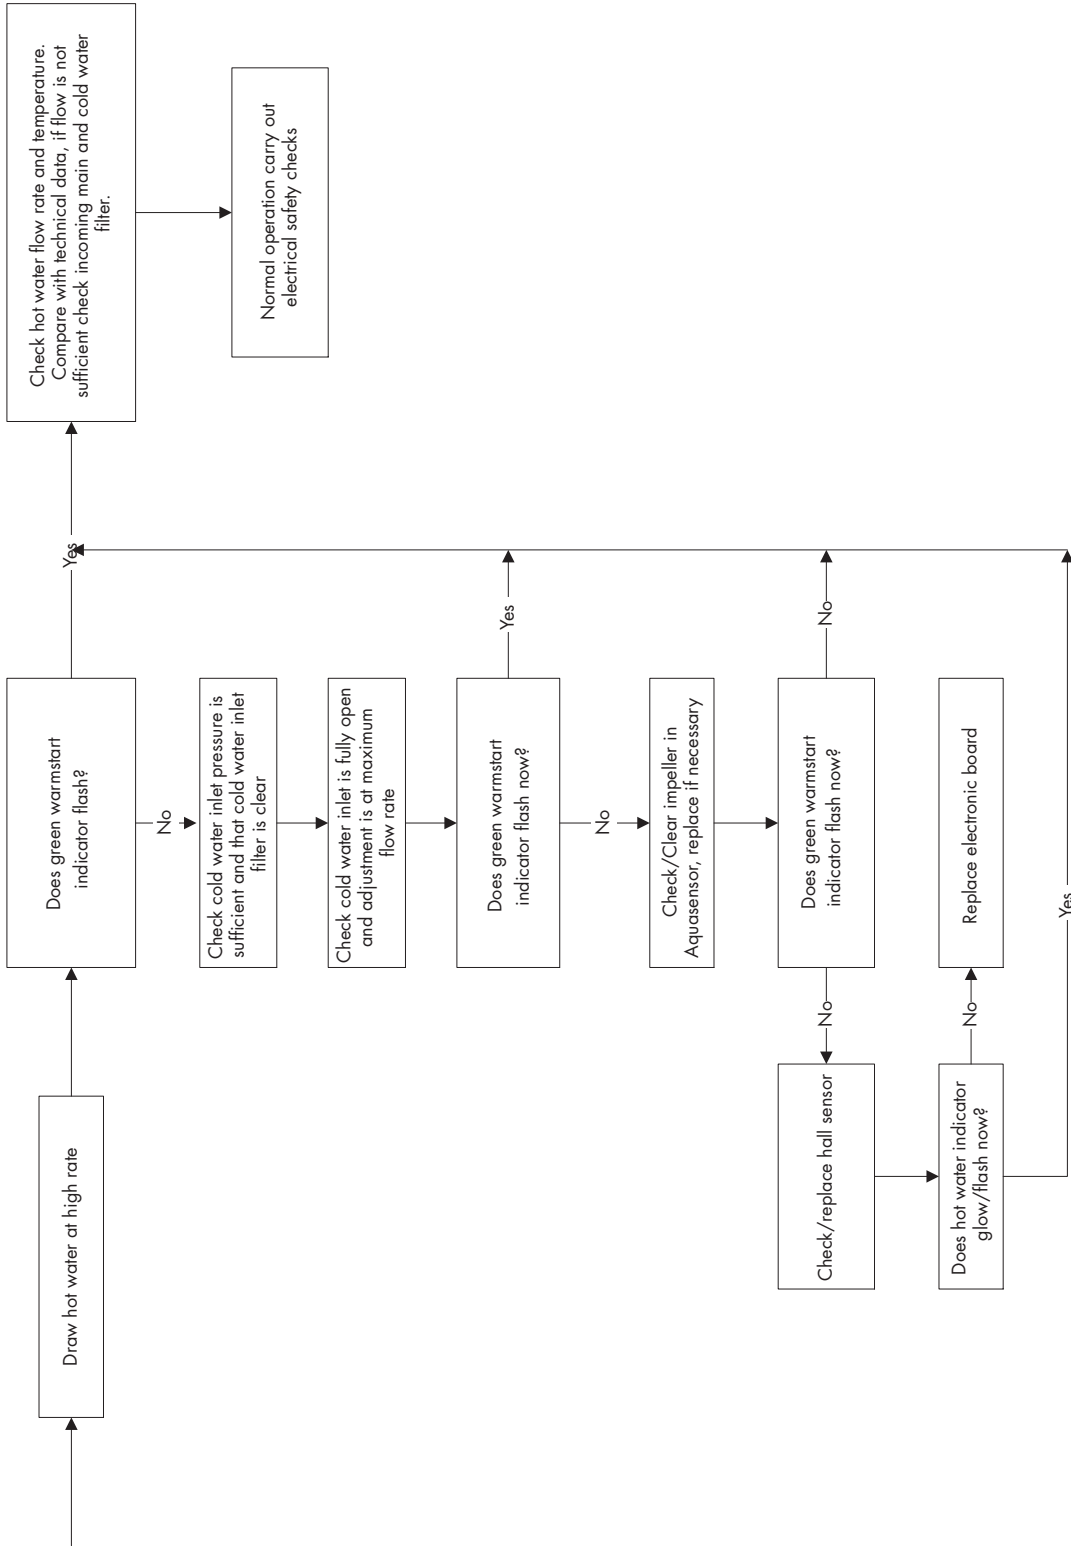 Draw hot water at high rate
Does green warmstart
indicator flash?
Yes
Check hot water flow rate and temperature.
Compare with technical data, if flow is not
sufficient check incoming main and cold water
filter.
Normal operation carry out
electrical safety checks
No
Check cold water inlet pressure is
sufficient and that cold water inlet
filter is clear
Check cold water inlet is fully open
and adjustment is at maximum
flow rate
Does green warmstart
indicator flash now?
Yes
No
Check/Clear impeller in
Aquasensor, replace if necessary
Does green warmstart
indicator flash now?
No
No
Check/replace hall sensor
Does hot water indicator
glow/flash now?
No
Replace electronic board
Yes